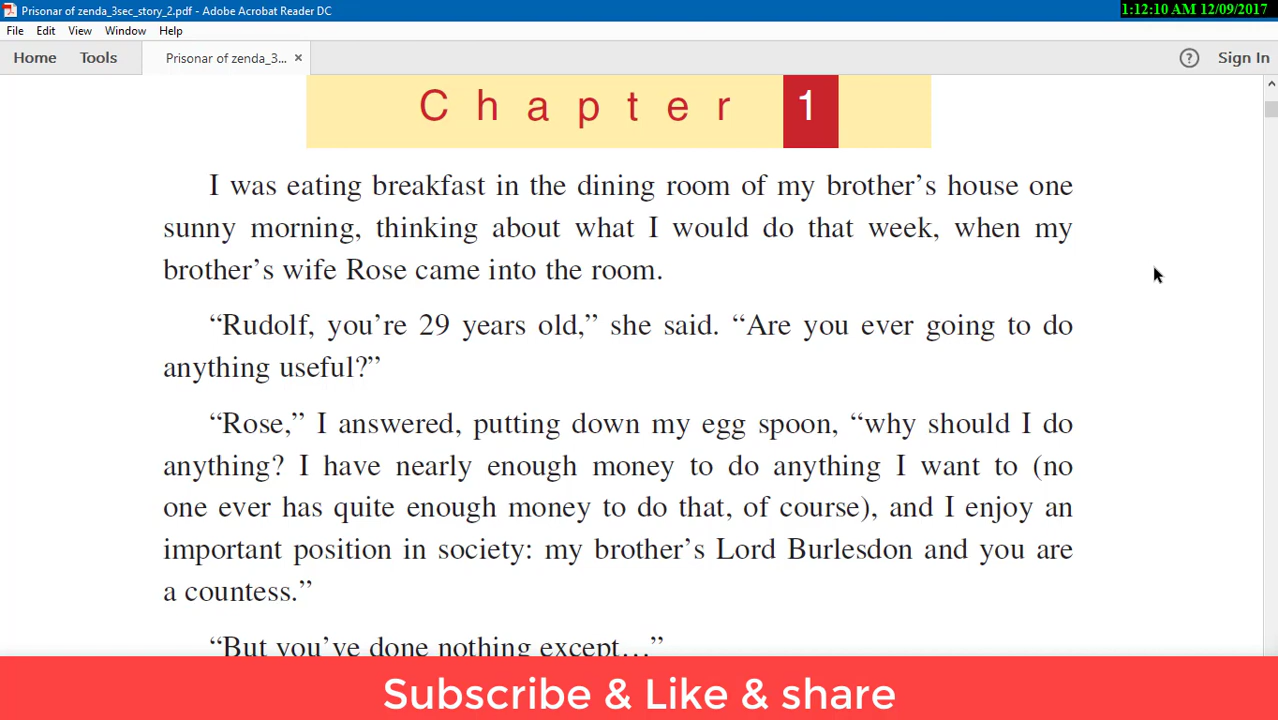 Prisonar of zenda_3sec_story_2.pdf - Adobe Acrobat Reader DC
1:12:10 AM 12/09/2017
File Edit View Window Help
Home Tools Prisonar of zenda_3... × ? Sign In
Chapter 1
I was eating breakfast in the dining room of my brother’s house one
sunny morning, thinking about what I would do that week, when my
brother’s wife Rose came into the room.
“Rudolf, you’re 29 years old,” she said. “Are you ever going to do
anything useful?”
“Rose,” I answered, putting down my egg spoon, “why should I do
anything? I have nearly enough money to do anything I want to (no
one ever has quite enough money to do that, of course), and I enjoy an
important position in society: my brother’s Lord Burlesdon and you are
a countess.”
“But you’ve done nothing except…”
Subscribe & Like & share